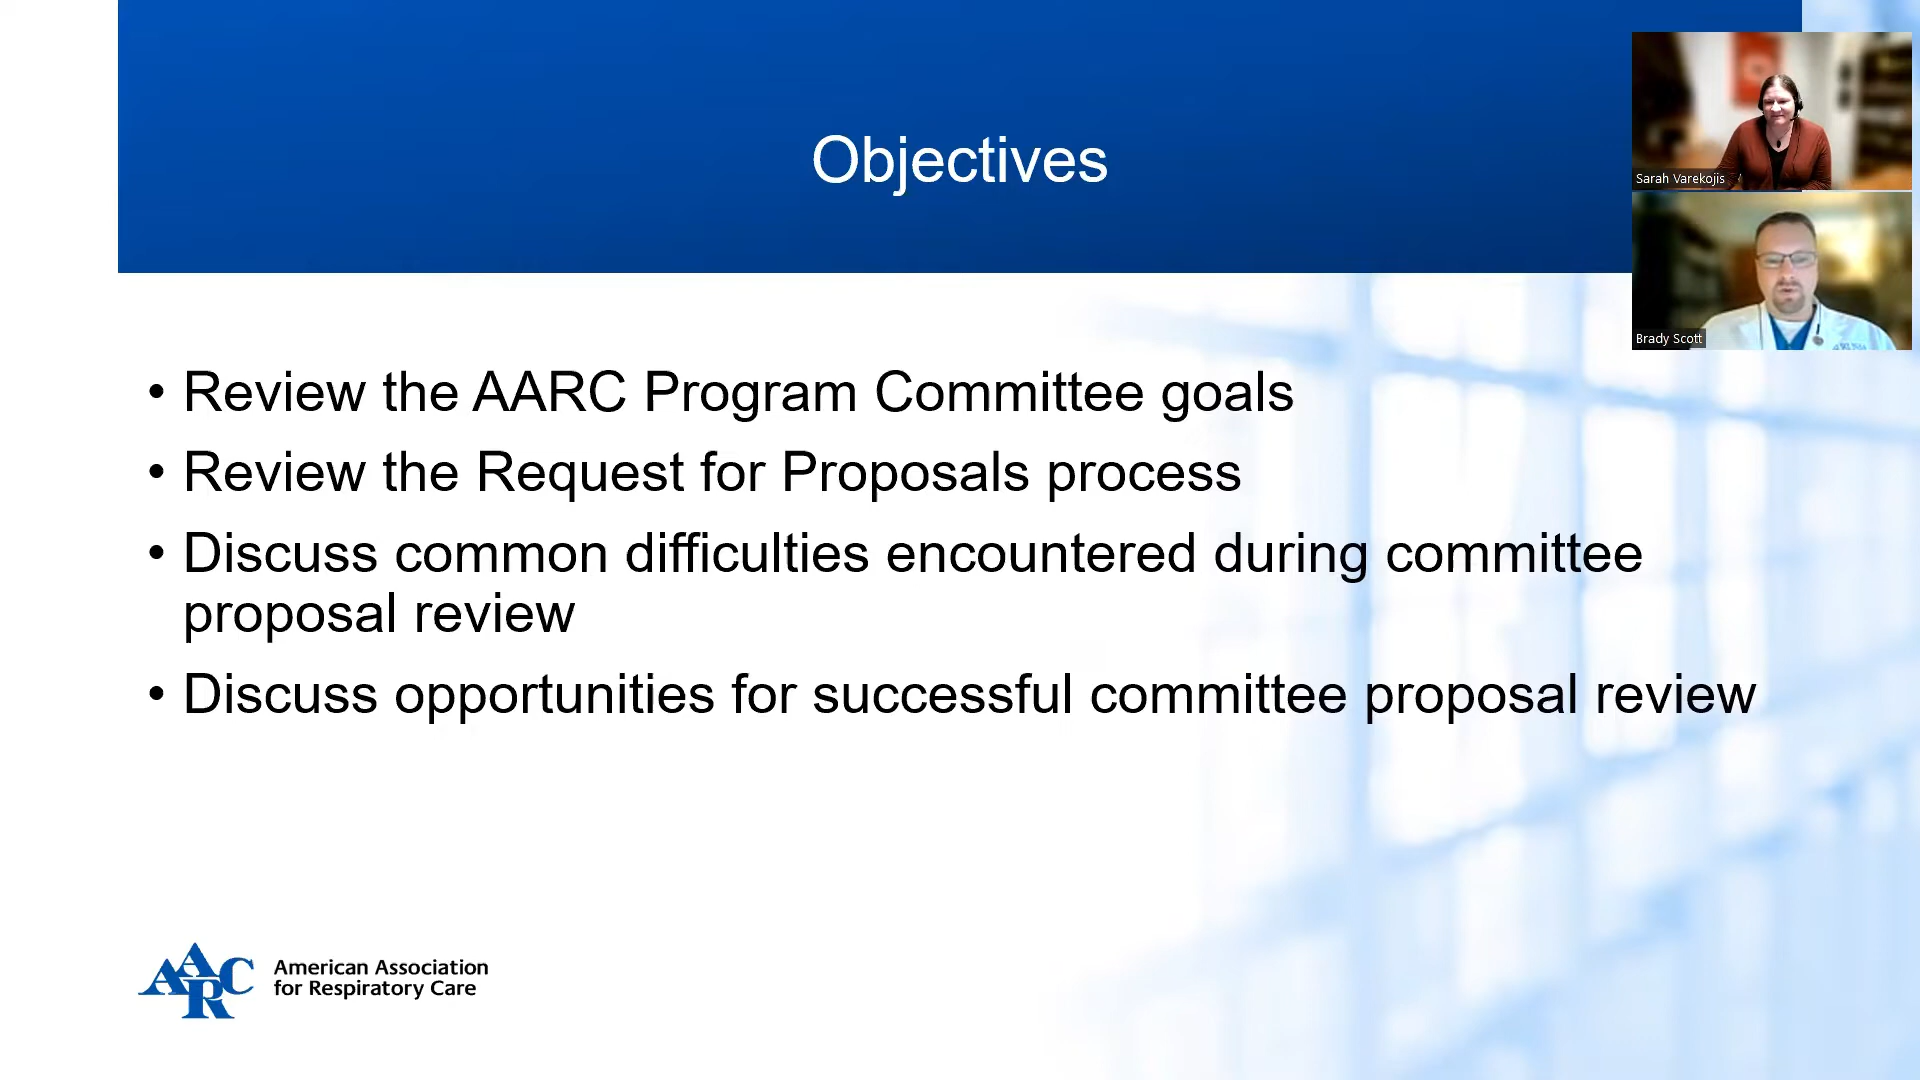 Objectives
Sarah Varekojis
Brady Scott
• Review the AARC Program Committee goals
• Review the Request for Proposals process
• Discuss common difficulties encountered during committee
proposal review
• Discuss opportunities for successful committee proposal review
AARC
American Association
for Respiratory Care